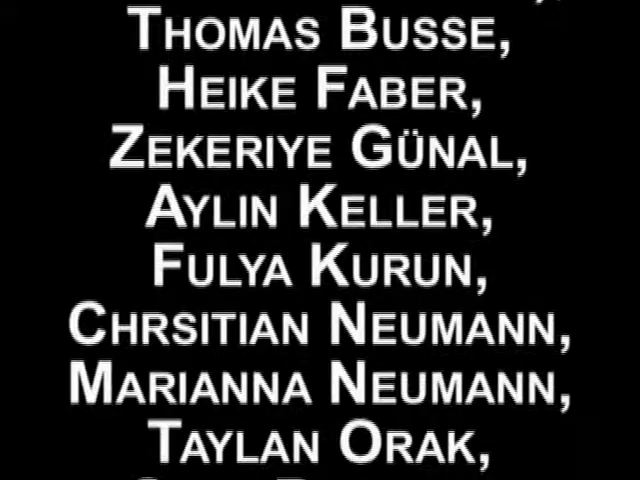 THOMAS BUSSE,
HEIKE FABER,
ZEKERIYE GÜNAL,
AYLIN KELLER,
FULYA KURUN,
CHRSITIAN NEUMANN,
MARIANNA NEUMANN,
TAYLAN ORAK,